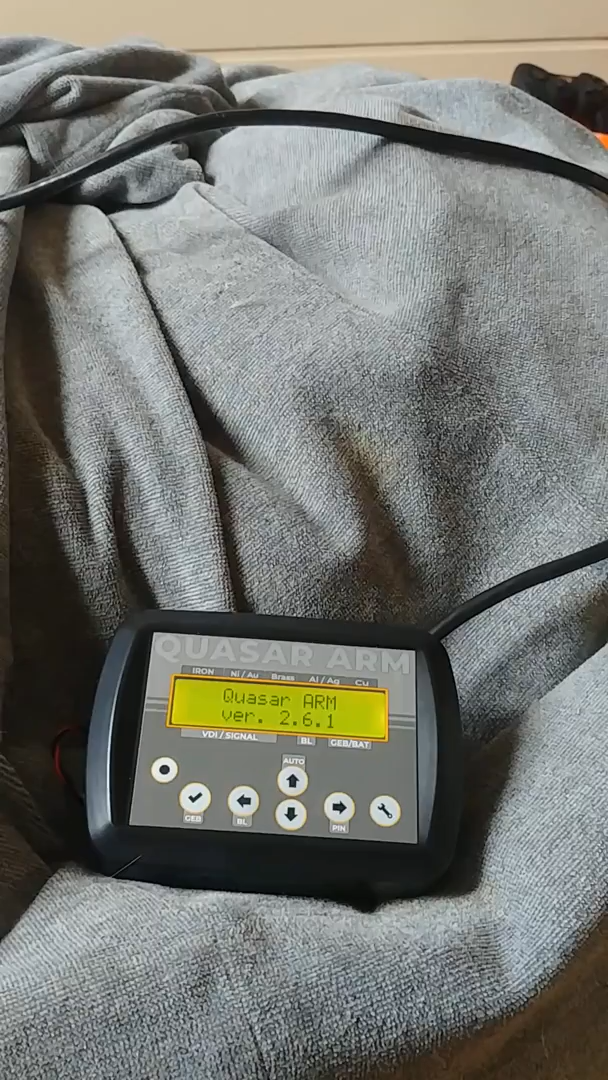 QUASAR ARM
IRON Ni / Au Brass Al / Ag Cu
Quasar ARM
ver. 2.6.1
VDI / SIGNAL BL GEB/BAT
AUTO
GEB BL PIN